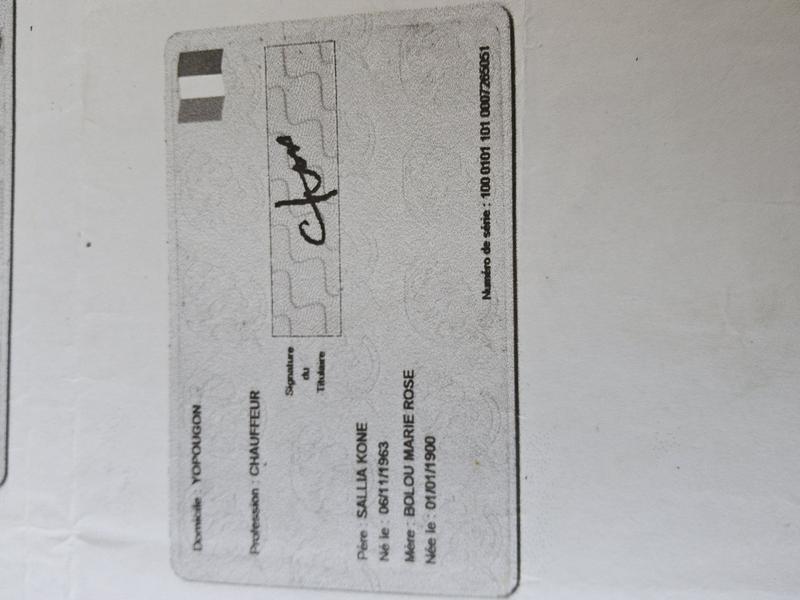 Domicile : YOPOUGON
Profession : CHAUFFEUR
Signature
du
Titulaire
Père : SALLIA KONE
Né le : 06/11/1963
Mère : BOLOU MARIE ROSE
Née le : 01/01/1900
Numéro de série : 100 0101 101 0007285051